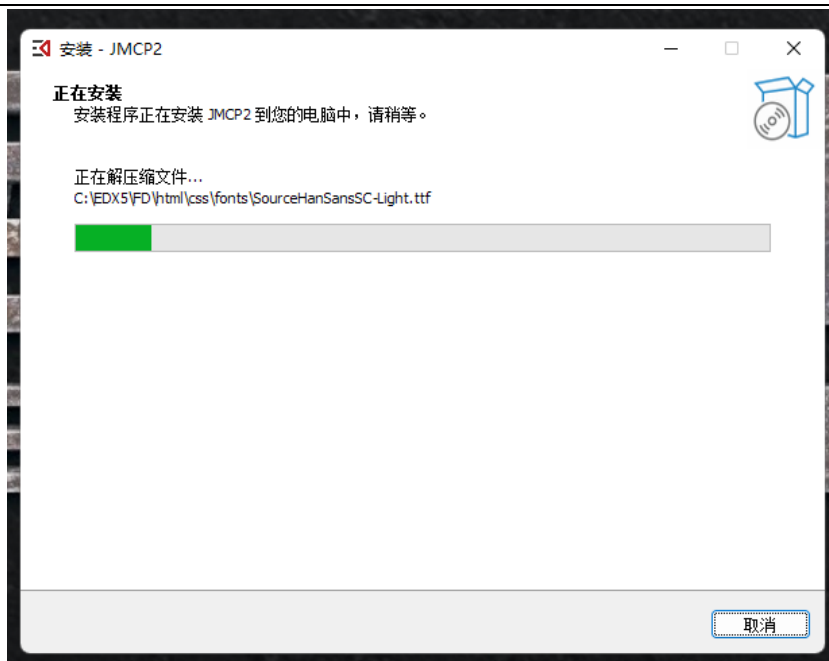 安装 - JMCP2
正在安装
安装程序正在安装 JMCP2 到您的电脑中，请稍等。
正在解压缩文件...
C:\EDX5\FD\html\css\fonts\SourceHanSansSC-Light.ttf
取消